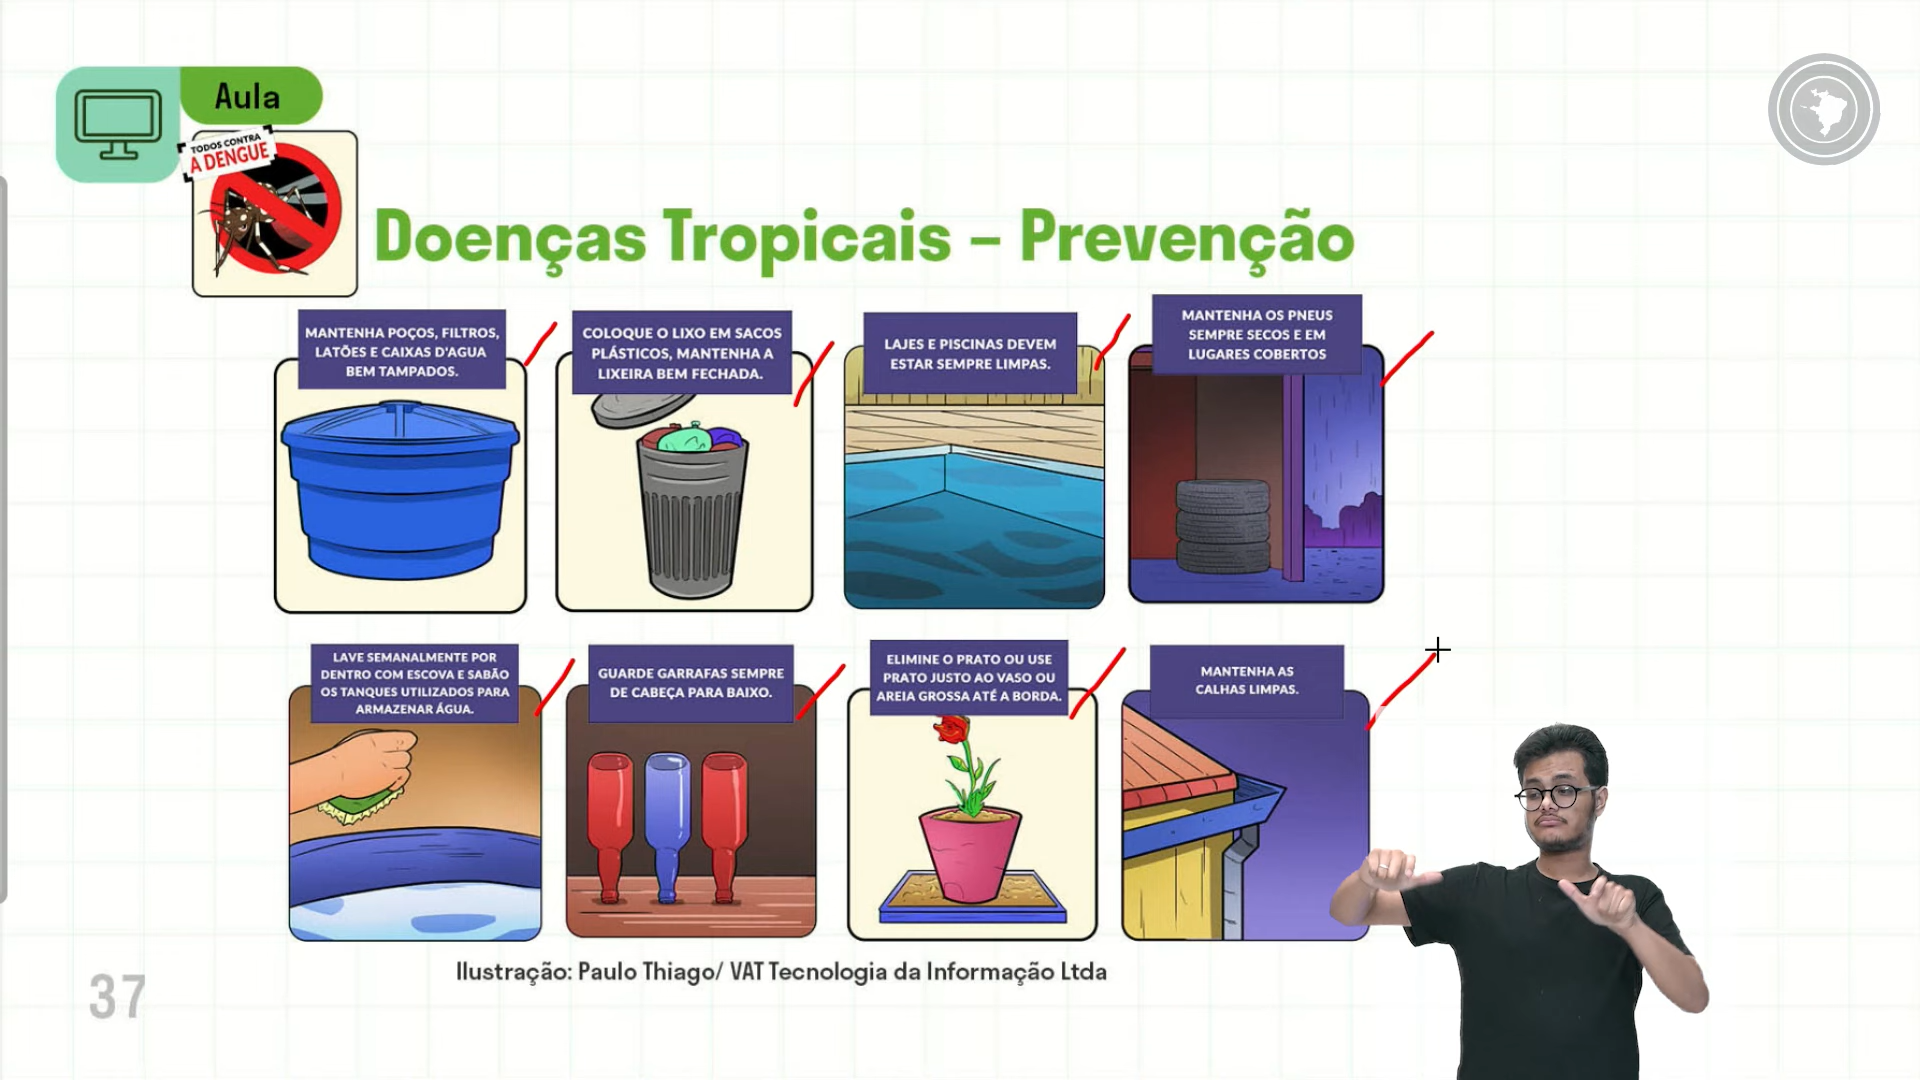 Aula
TODOS CONTRA
A DENGUE
Doenças Tropicais – Prevenção
MANTENHA POÇOS, FILTROS,
LATÕES E CAIXAS D'AGUA
BEM TAMPADOS.
COLOQUE O LIXO EM SACOS
PLÁSTICOS, MANTENHA A
LIXEIRA BEM FECHADA.
LAJES E PISCINAS DEVEM
ESTAR SEMPRE LIMPAS.
MANTENHA OS PNEUS
SEMPRE SECOS E EM
LUGARES COBERTOS
LAVE SEMANALMENTE POR
DENTRO COM ESCOVA E SABÃO
OS TANQUES UTILIZADOS PARA
ARMAZENAR ÁGUA.
GUARDE GARRAFAS SEMPRE
DE CABEÇA PARA BAIXO.
ELIMINE O PRATO OU USE
PRATO JUSTO AO VASO OU
AREIA GROSSA ATÉ A BORDA.
MANTENHA AS
CALHAS LIMPAS.
Ilustração: Paulo Thiago/ VAT Tecnologia da Informação Ltda
37